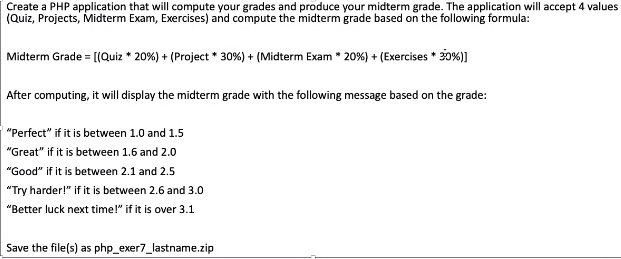 Create a PHP application that will compute your grades and produce your midterm grade. The application will accept 4 values
(Quiz, Projects, Midterm Exam, Exercises) and compute the midterm grade based on the following formula:
Midterm Grade = [(Quiz * 20%) + (Project * 30%) + (Midterm Exam * 20%) + (Exercises * 30%)]
After computing, it will display the midterm grade with the following message based on the grade:
“Perfect” if it is between 1.0 and 1.5
“Great” if it is between 1.6 and 2.0
“Good” if it is between 2.1 and 2.5
“Try harder!” if it is between 2.6 and 3.0
“Better luck next time!” if it is over 3.1
Save the file(s) as php_exer7_lastname.zip